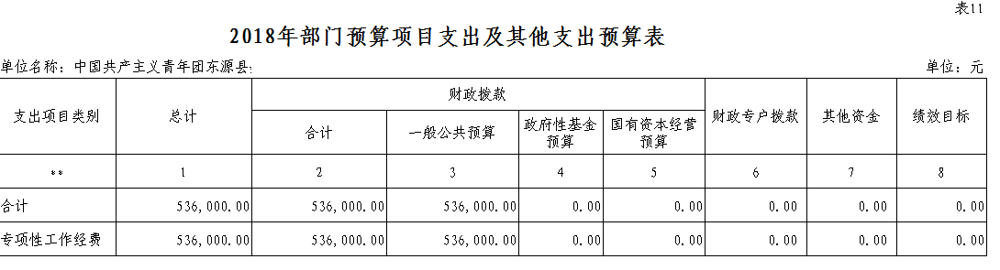 表11
2018年部门预算项目支出及其他支出预算表
单位名称：中国共产主义青年团东源县 单位：元
支出项目类别 总计 财政拨款 财政专户拨款 其他资金 绩效目标
合计 一般公共预算 政府性基金预算 国有资本经营预算
** 1 2 3 4 5 6 7 8
合计 536,000.00 536,000.00 536,000.00 0.00 0.00 0.00 0.00 0.00
专项性工作经费 536,000.00 536,000.00 536,000.00 0.00 0.00 0.00 0.00 0.00